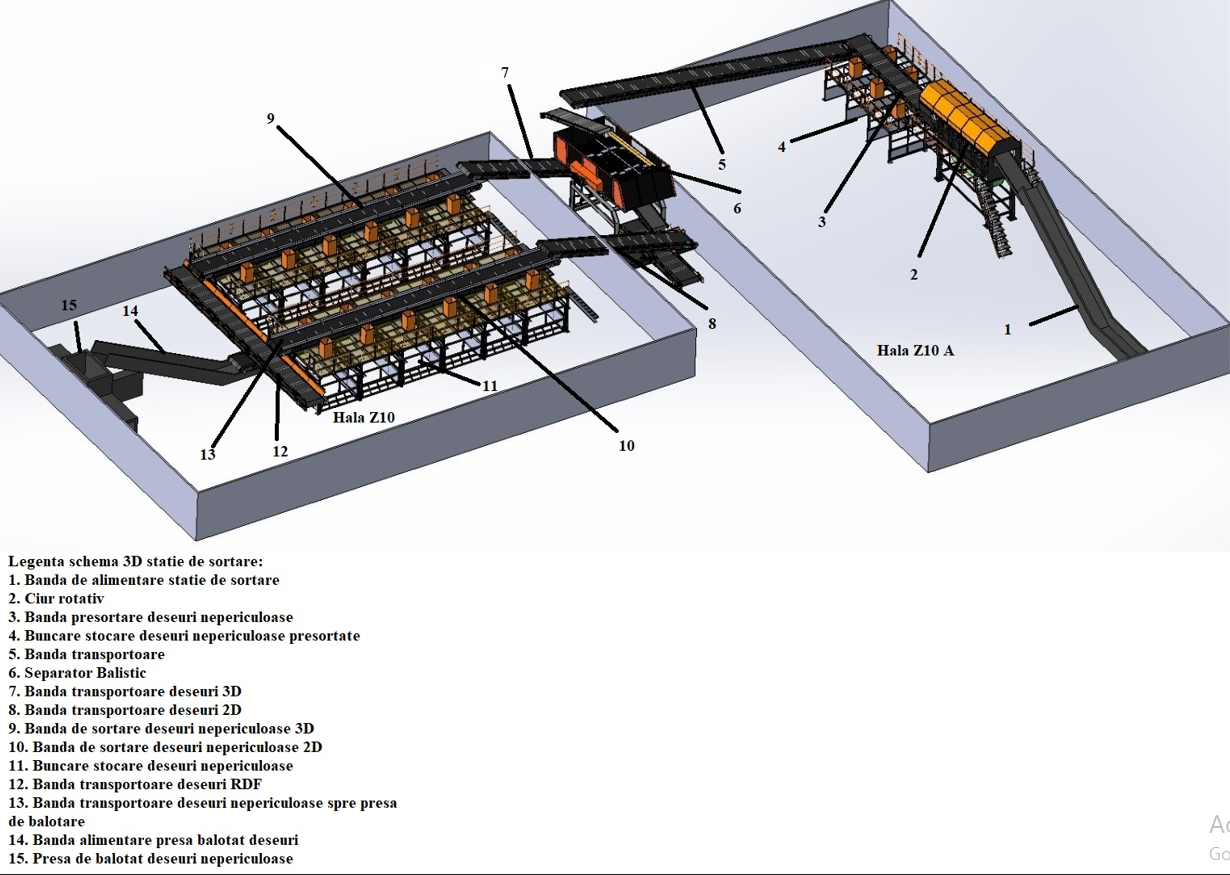 7
9
5
4
6
3
2
15
14
8
1
Hala Z10 A
11
Hala Z10
13
12
10
Legenta schema 3D statie de sortare:
1. Banda de alimentare statie de sortare
2. Ciur rotativ
3. Banda presortare deseuri nepericuloase
4. Buncare stocare deseuri nepericuloase presortate
5. Banda transportoare
6. Separator Balistic
7. Banda transportoare deseuri 3D
8. Banda transportoare deseuri 2D
9. Banda de sortare deseuri nepericuloase 3D
10. Banda de sortare deseuri nepericuloase 2D
11. Buncare stocare deseuri nepericuloase
12. Banda transportoare deseuri RDF
13. Banda transportoare deseuri nepericuloase spre presa
de balotare
14. Banda alimentare presa balotat deseuri
15. Presa de balotat deseuri nepericuloase
Go